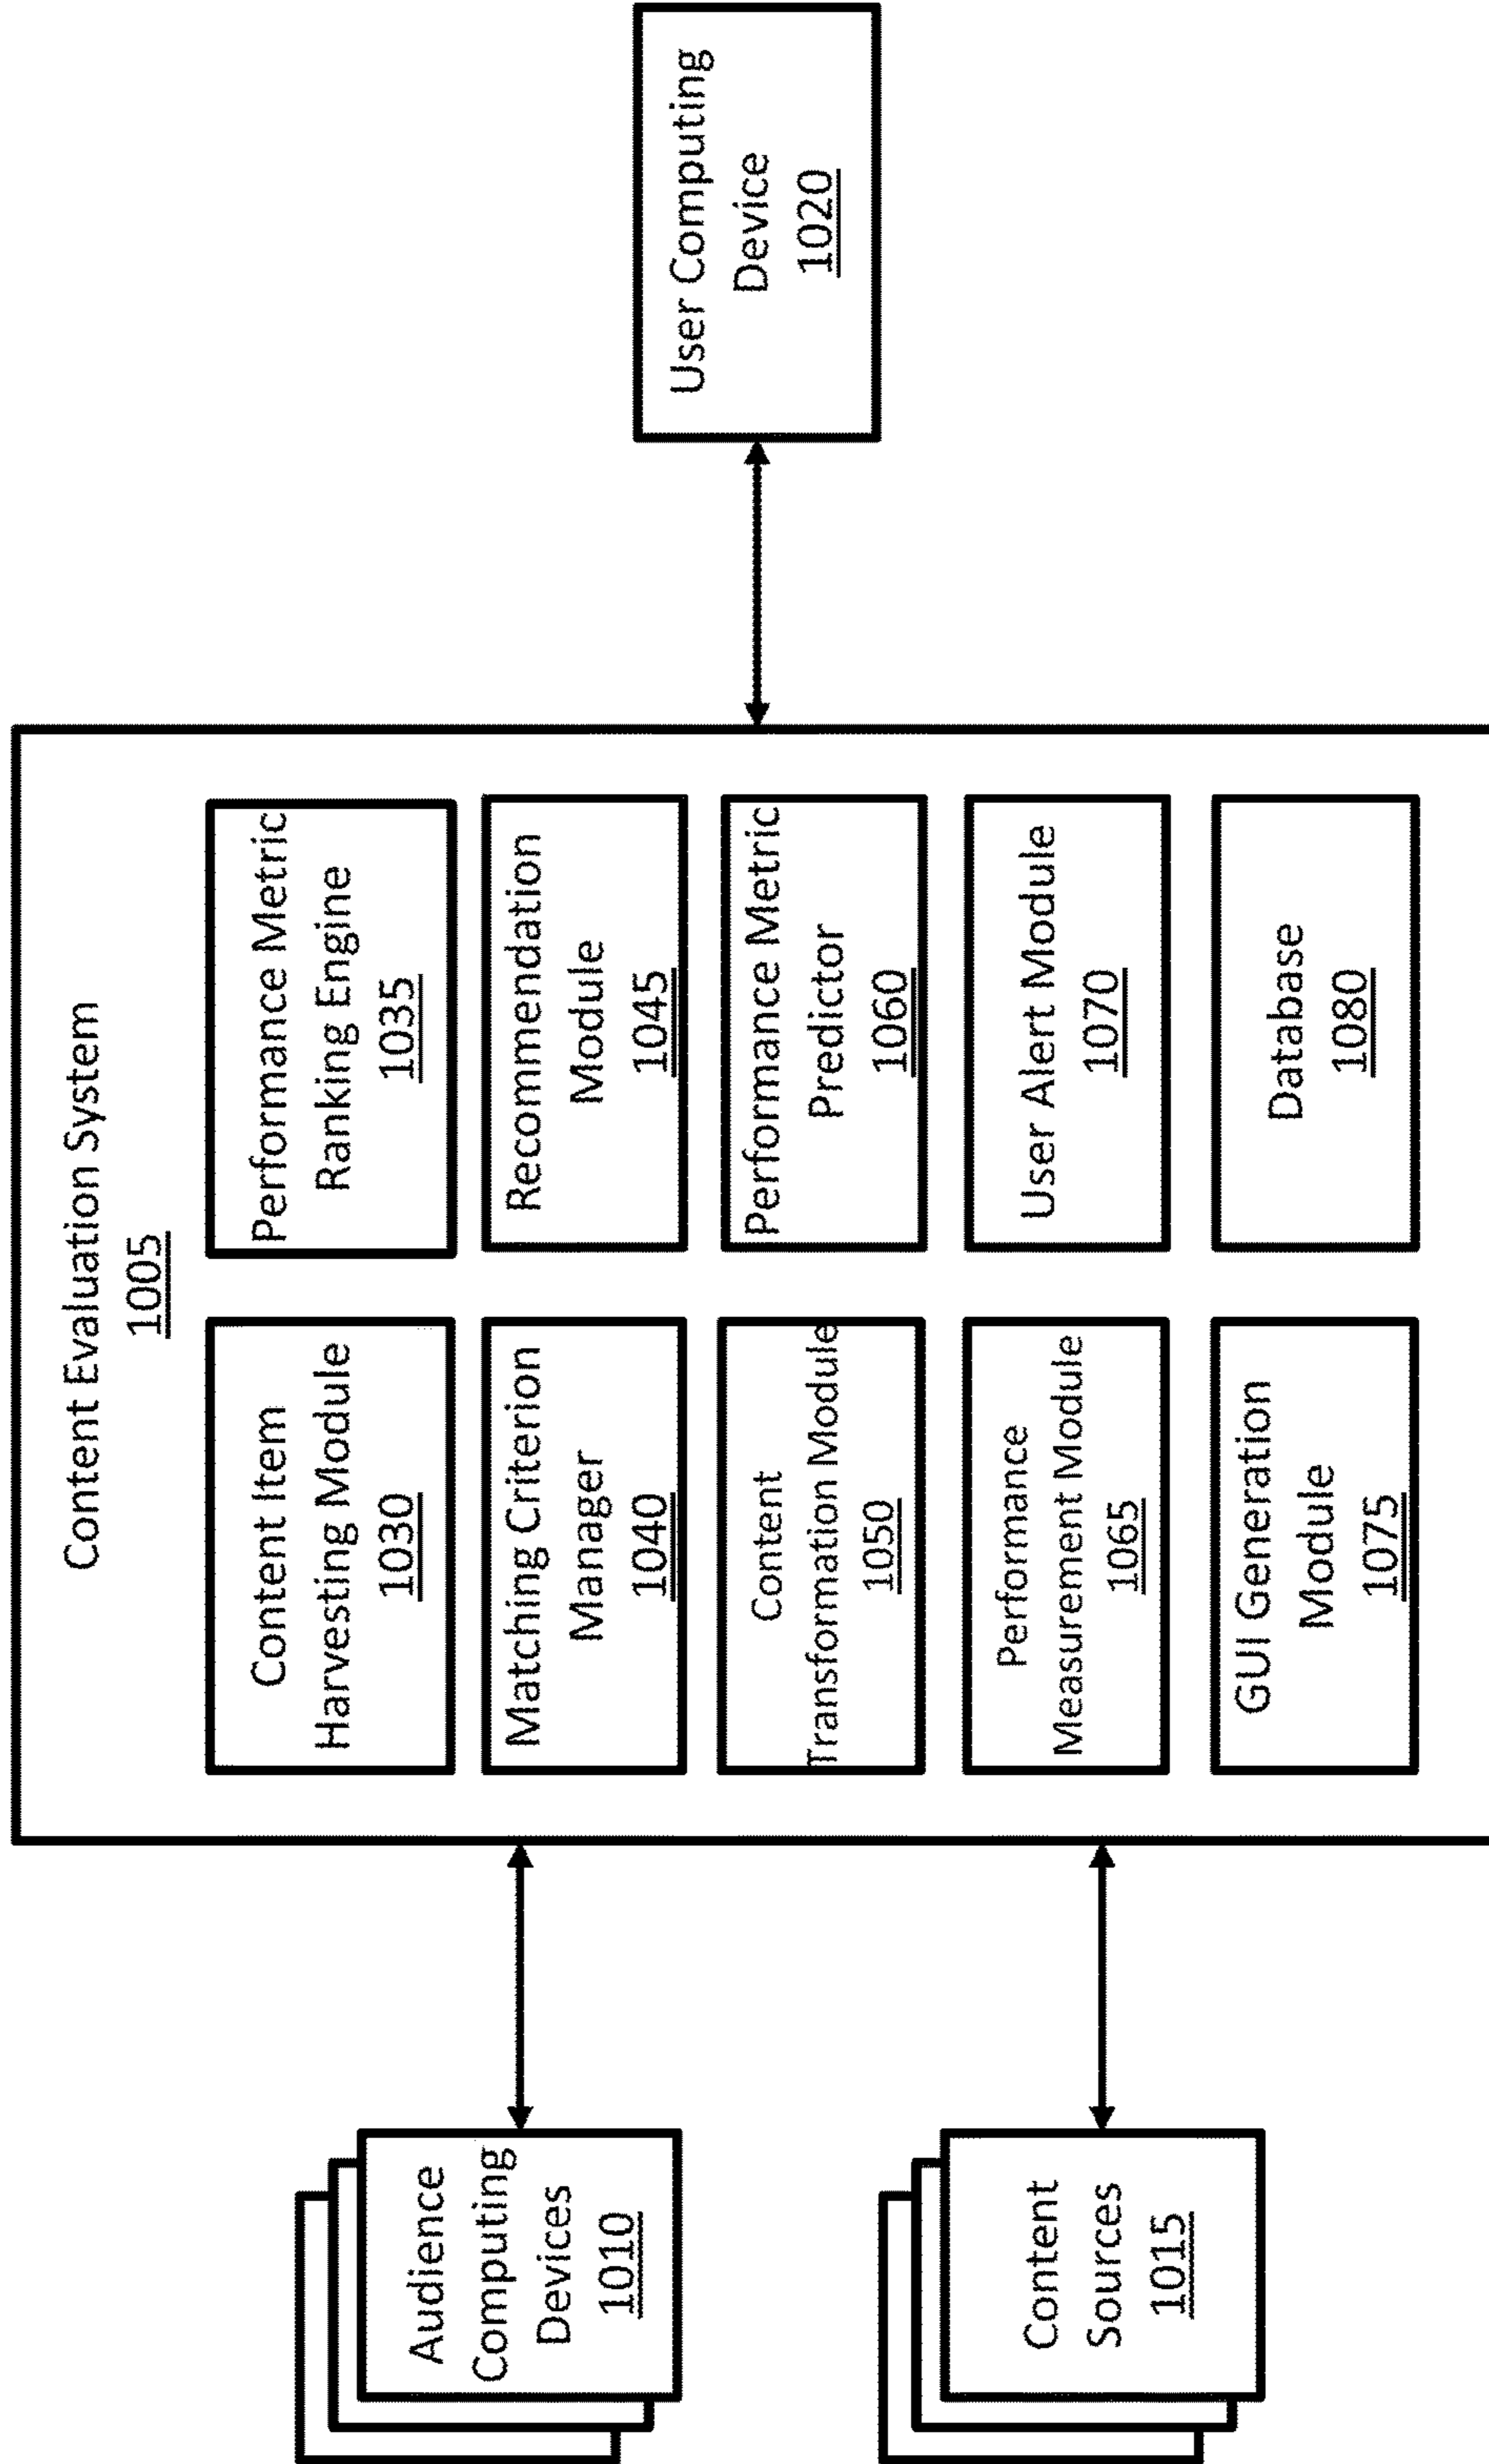 Audience
Computing
Devices
1010
Content
Sources
1015
Content Evaluation System
1005
Content Item
Harvesting Module
1030
Performance Metric
Ranking Engine
1035
Matching Criterion
Manager
1040
Recommendation
Module
1045
Content
Transformation Module
1050
Performance Metric
Predictor
1060
Performance
Measurement Module
1065
User Alert Module
1070
GUI Generation
Module
1075
Database
1080
User Computing
Device
1020